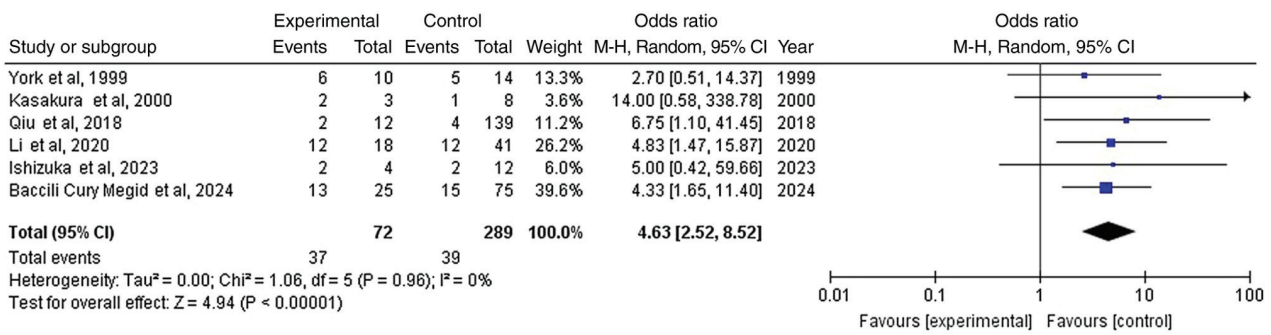 Experimental Control Odds ratio Odds ratio
Study or subgroup Events Total Events Total Weight M-H, Random, 95% CI Year M-H, Random, 95% CI
York et al, 1999 6 10 5 14 13.3% 2.70 [0.51, 14.37] 1999
Kasakura et al, 2000 2 3 1 8 3.6% 14.00 [0.58, 338.78] 2000
Qiu et al, 2018 2 12 4 139 11.2% 6.75 [1.10, 41.45] 2018
Li et al, 2020 12 18 12 41 26.2% 4.83 [1.47, 15.87] 2020
Ishizuka et al, 2023 2 4 2 12 6.0% 5.00 [0.42, 59.66] 2023
Baccili Cury Megid et al, 2024 13 25 15 75 39.6% 4.33 [1.65, 11.40] 2024
Total (95% CI) 72 289 100.0% 4.63 [2.52, 8.52]
Total events 37 39
Heterogeneity: Tau² = 0.00; Chi² = 1.06, df = 5 (P = 0.96); I² = 0%
Test for overall effect: Z = 4.94 (P < 0.00001)
0.01 0.1 1 10 100
Favours [experimental] Favours [control]